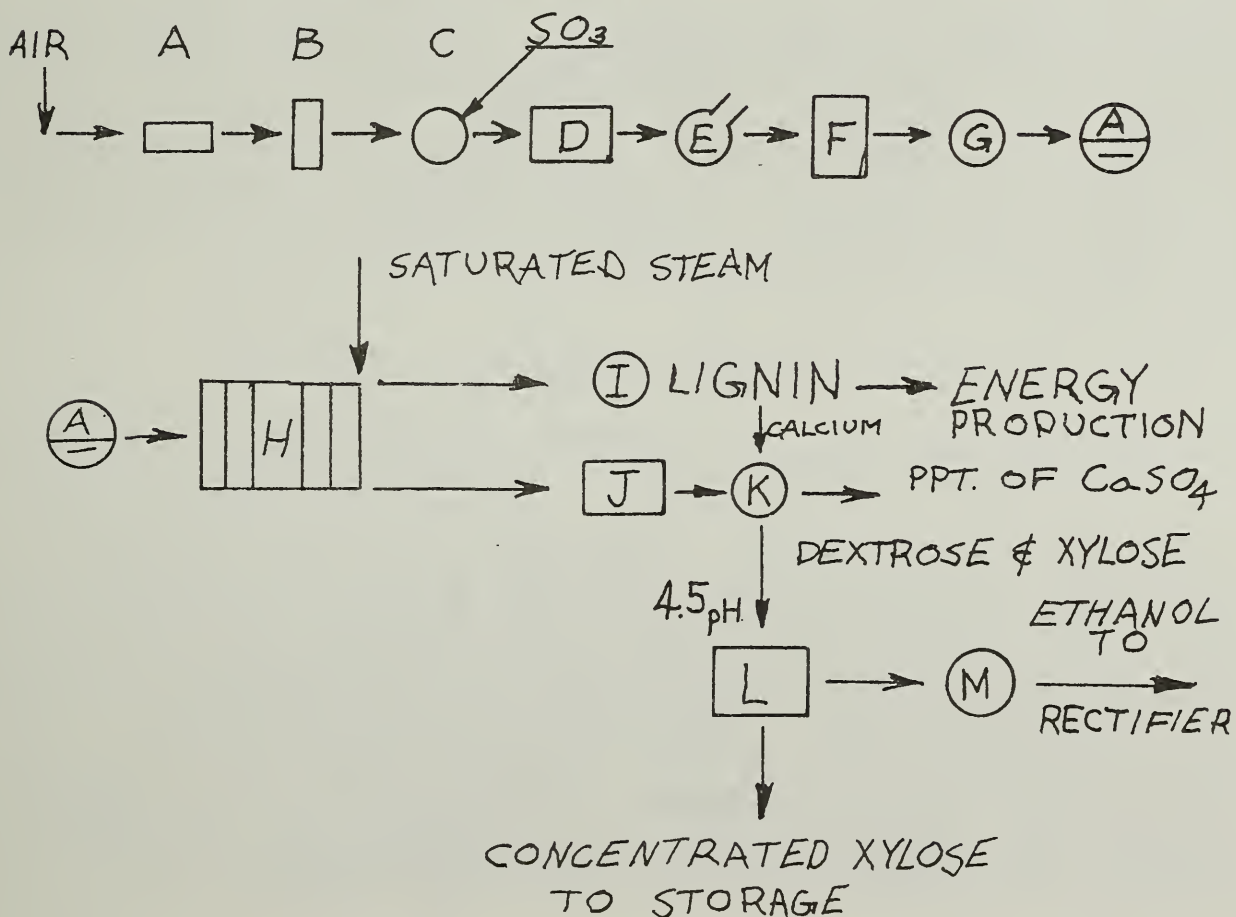 AIR A B C SO3
D E F G A
SATURATED STEAM
A H I LIGNIN ENERGY
PRODUCTION
CALCIUM
J K PPT. OF CaSO4
DEXTROSE & XYLOSE
4.5pH
ETHANOL
TO
L M
RECTIFIER
CONCENTRATED XYLOSE
TO STORAGE